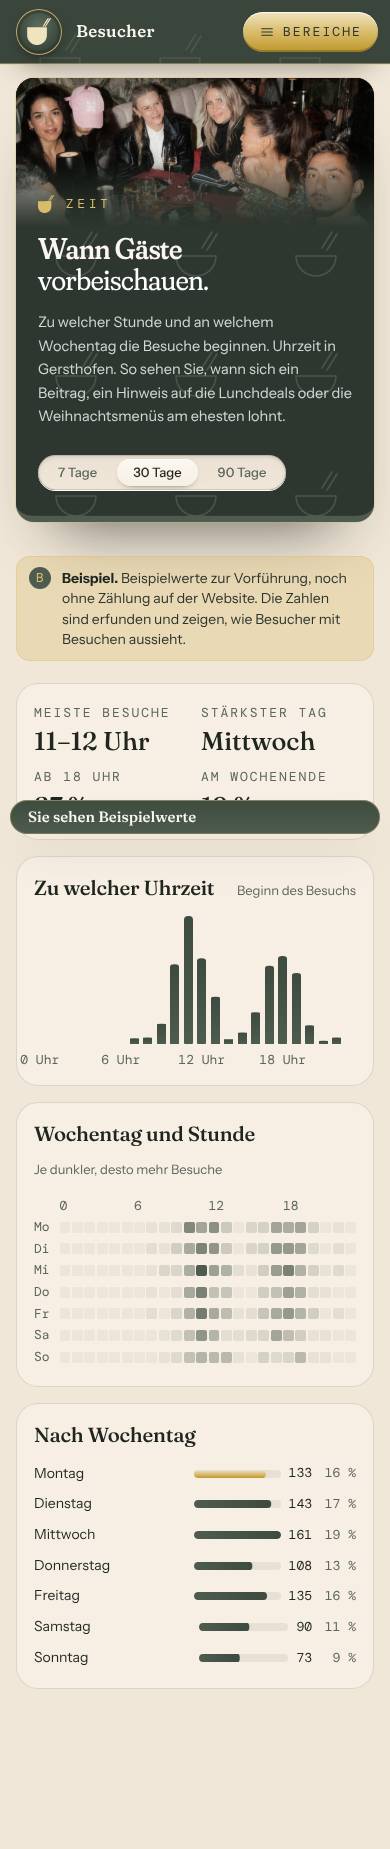 Besucher
BEREICHE
ZEIT
Wann Gäste
vorbeischauen.
Zu welcher Stunde und an welchem
Wochentag die Besuche beginnen. Uhrzeit in
Gersthofen. So sehen Sie, wann sich ein
Beitrag, ein Hinweis auf die Lunchdeals oder die
Weihnachtsmenüs am ehesten lohnt.
7 Tage 30 Tage 90 Tage
B Beispiel. Beispielwerte zur Vorführung, noch
ohne Zählung auf der Website. Die Zahlen
sind erfunden und zeigen, wie Besucher mit
Besuchen aussieht.
MEISTE BESUCHE STÄRKSTER TAG
11–12 Uhr Mittwoch
AB 18 UHR AM WOCHENENDE
Sie sehen Beispielwerte
Zu welcher Uhrzeit Beginn des Besuchs
0 Uhr 6 Uhr 12 Uhr 18 Uhr
Wochentag und Stunde
Je dunkler, desto mehr Besuche
0 6 12 18
Mo
Di
Mi
Do
Fr
Sa
So
Nach Wochentag
Montag 133 16 %
Dienstag 143 17 %
Mittwoch 161 19 %
Donnerstag 108 13 %
Freitag 135 16 %
Samstag 90 11 %
Sonntag 73 9 %